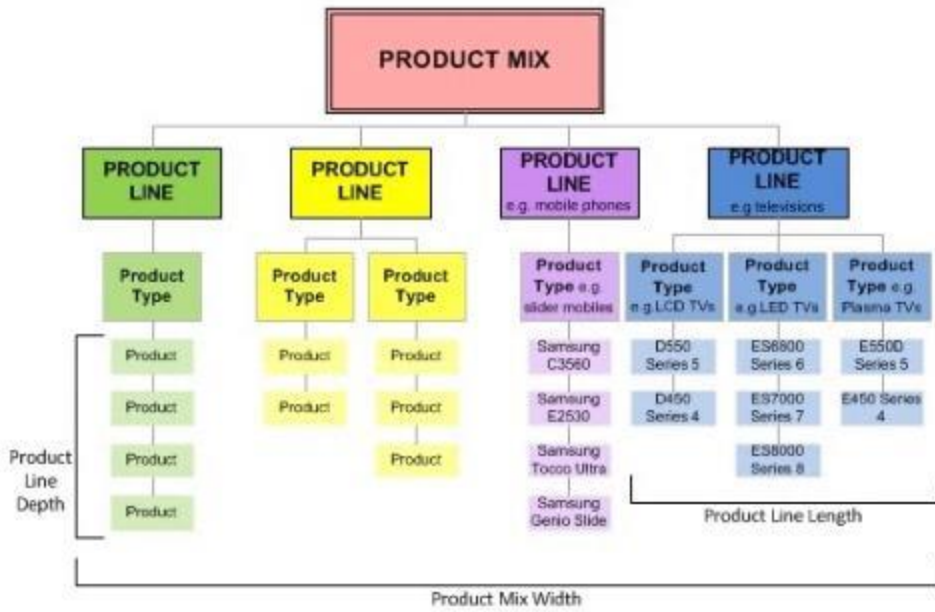 PRODUCT MIX
PRODUCT
LINE
PRODUCT
LINE
PRODUCT
LINE
e.g. mobile phones
PRODUCT
LINE
e.g televisions
Product
Type
Product
Type
Product
Type
Product
Type e.g.
slider mobiles
Product
Type
e.g.LCD TVs
Product
Type
e.g.LED TVs
Product
Type e.g.
Plasma TVs
Product
Product
Product
Product
Product
Product
Product
Product
Product
Samsung
C3560
Samsung
E2530
Samsung
Tocco Ultra
Samsung
Genio Slide
D550
Series 5
D450
Series 4
ES6800
Series 6
ES7000
Series 7
ES8000
Series 8
E550D
Series 5
E450 Series
4
Product
Line
Depth
Product Line Length
Product Mix Width